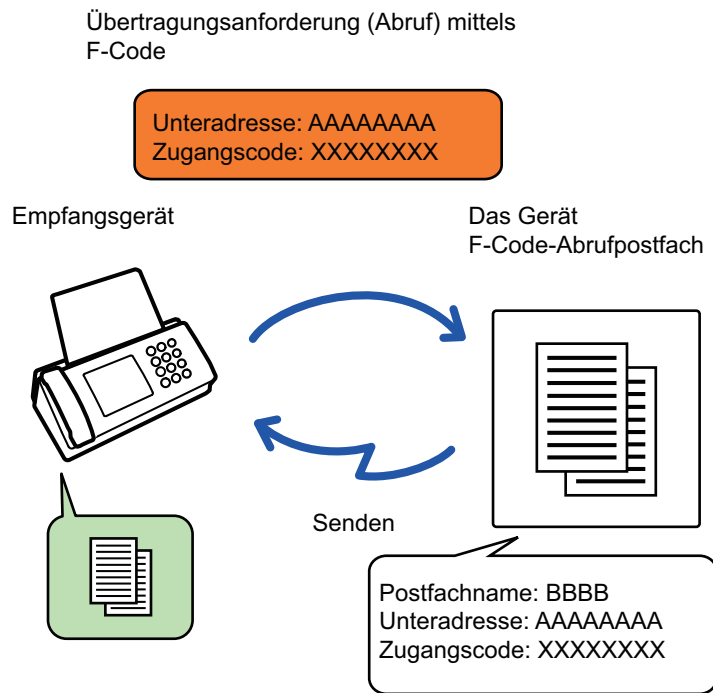 Übertragungsanforderung (Abruf) mittels
F-Code
Unteradresse: AAAAAAAA
Zugangscode: XXXXXXXX
Empfangsgerät
Das Gerät
F-Code-Abrufpostfach
Senden
Postfachname: BBBB
Unteradresse: AAAAAAAA
Zugangscode: XXXXXXXX